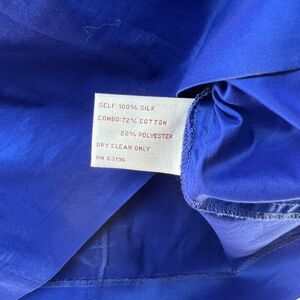 SELF: 100% SILK
COMBO: 72% COTTON
28% POLYESTER
DRY CLEAN ONLY
RN 63196